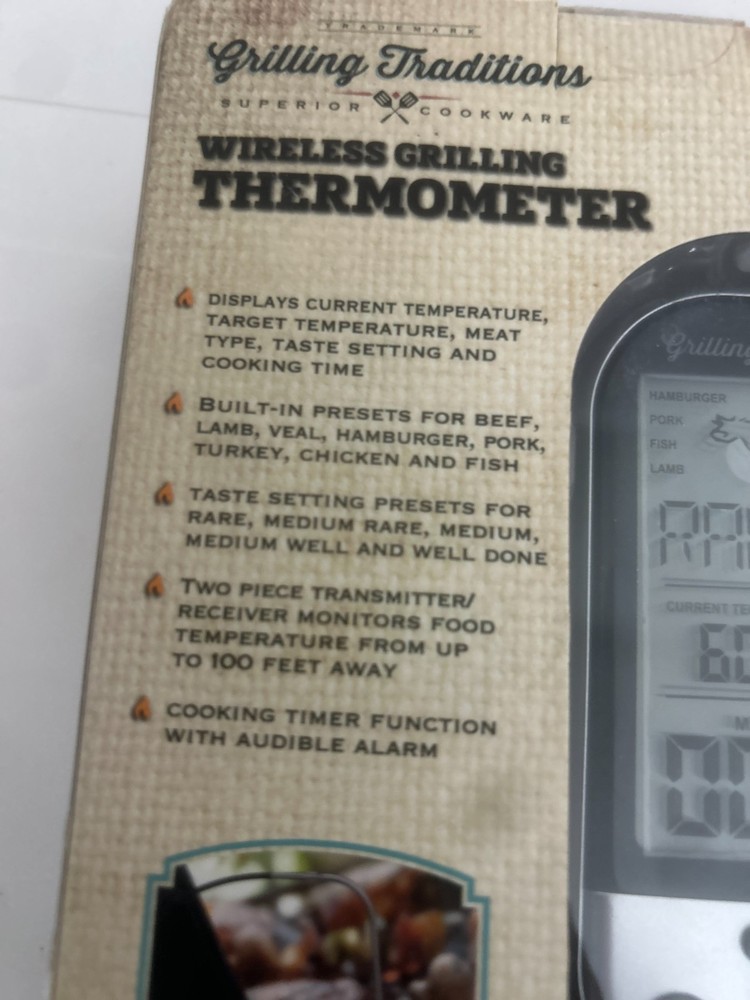 TRADEMARK
Grilling Traditions
SUPERIOR COOKWARE
WIRELESS GRILLING
THERMOMETER
DISPLAYS CURRENT TEMPERATURE,
TARGET TEMPERATURE, MEAT
TYPE, TASTE SETTING AND
COOKING TIME
BUILT-IN PRESETS FOR BEEF,
LAMB, VEAL, HAMBURGER, PORK,
TURKEY, CHICKEN AND FISH
TASTE SETTING PRESETS FOR
RARE, MEDIUM RARE, MEDIUM,
MEDIUM WELL AND WELL DONE
TWO PIECE TRANSMITTER/
RECEIVER MONITORS FOOD
TEMPERATURE FROM UP
TO 100 FEET AWAY
COOKING TIMER FUNCTION
WITH AUDIBLE ALARM
Grilling
HAMBURGER
PORK
FISH
LAMB
CURRENT